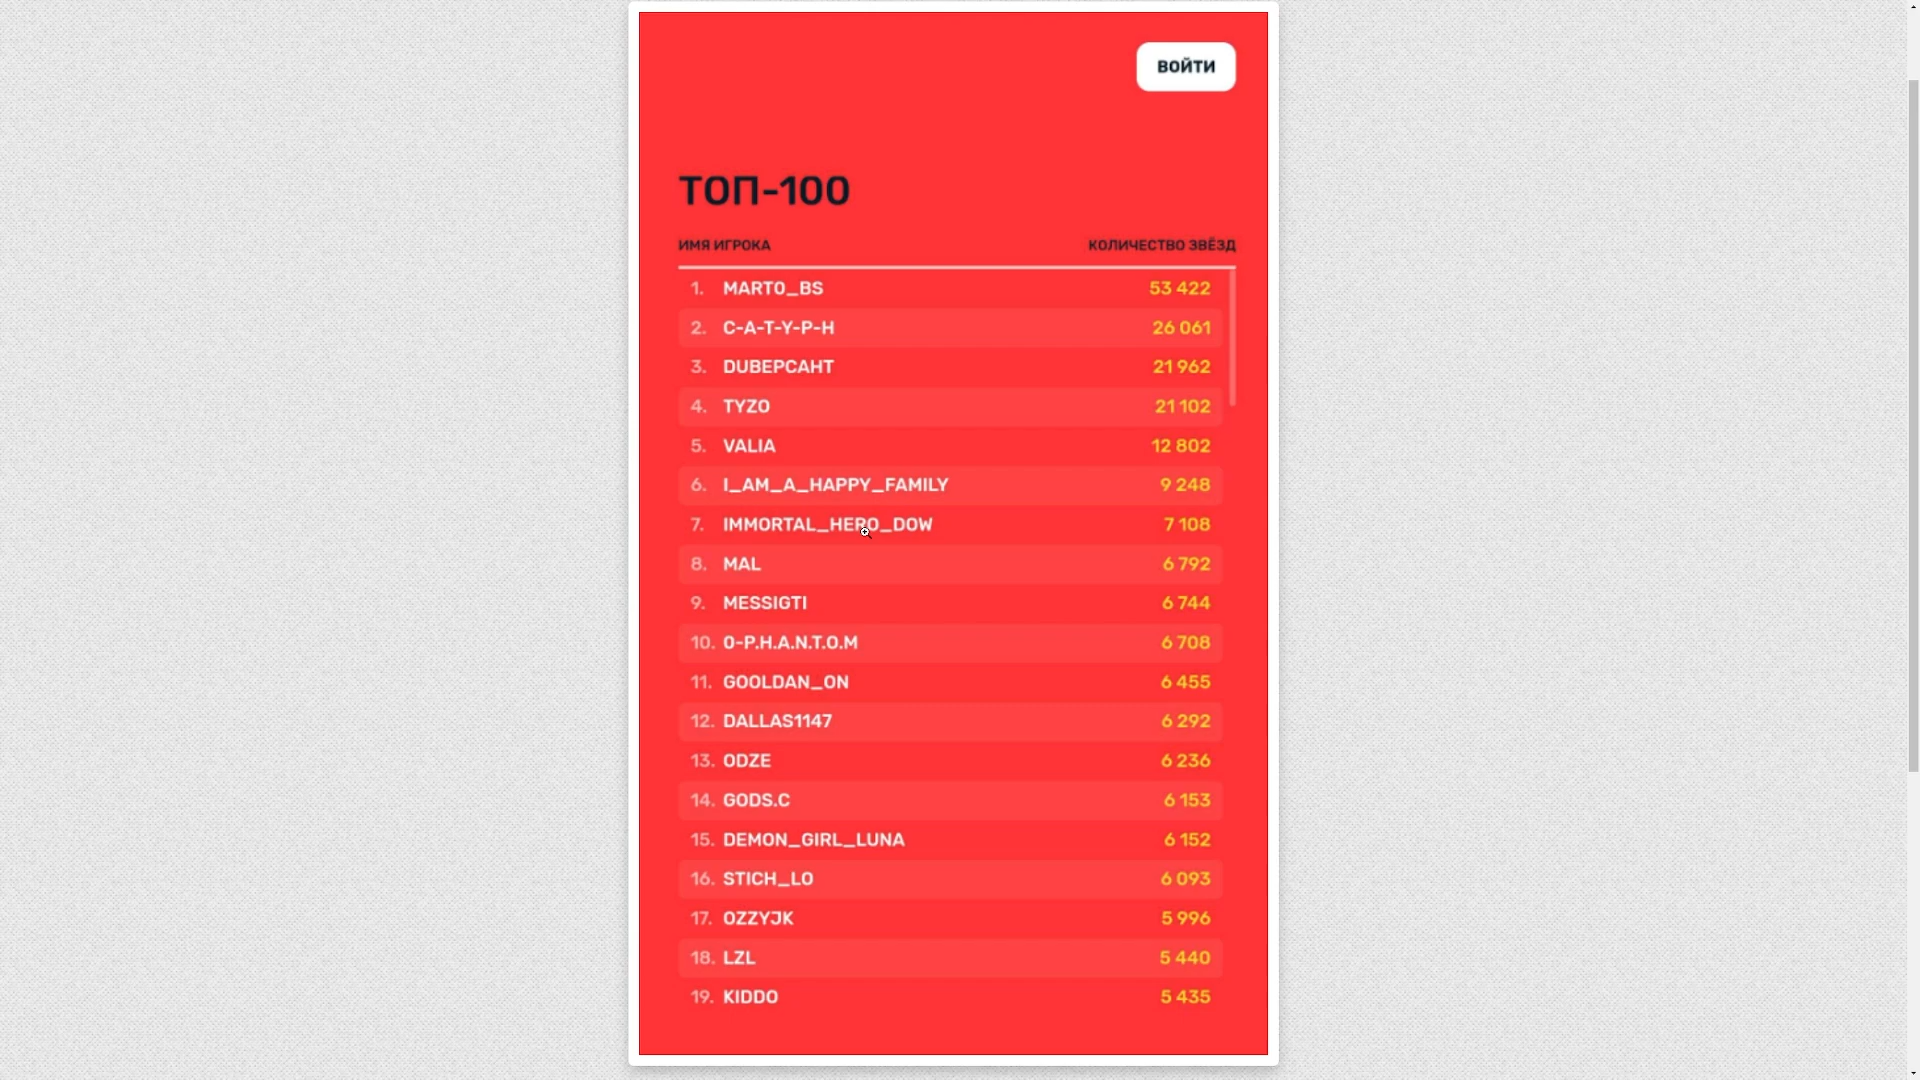 ВОЙТИ
ТОП-100
ИМЯ ИГРОКА КОЛИЧЕСТВО ЗВЁЗД
1. MARTO_BS 53 422
2. C-A-T-Y-P-H 26 061
3. DUBEPCAHT 21 962
4. TYZO 21 102
5. VALIA 12 802
6. I_AM_A_HAPPY_FAMILY 9 248
7. IMMORTAL_HERO_DOW 7 108
8. MAL 6 792
9. MESSIGTI 6 744
10. 0-P.H.A.N.T.O.M 6 708
11. GOOLDAN_ON 6 455
12. DALLAS1147 6 292
13. ODZE 6 236
14. GODS.C 6 153
15. DEMON_GIRL_LUNA 6 152
16. STICH_LO 6 093
17. OZZYJK 5 996
18. LZL 5 440
19. KIDDO 5 435